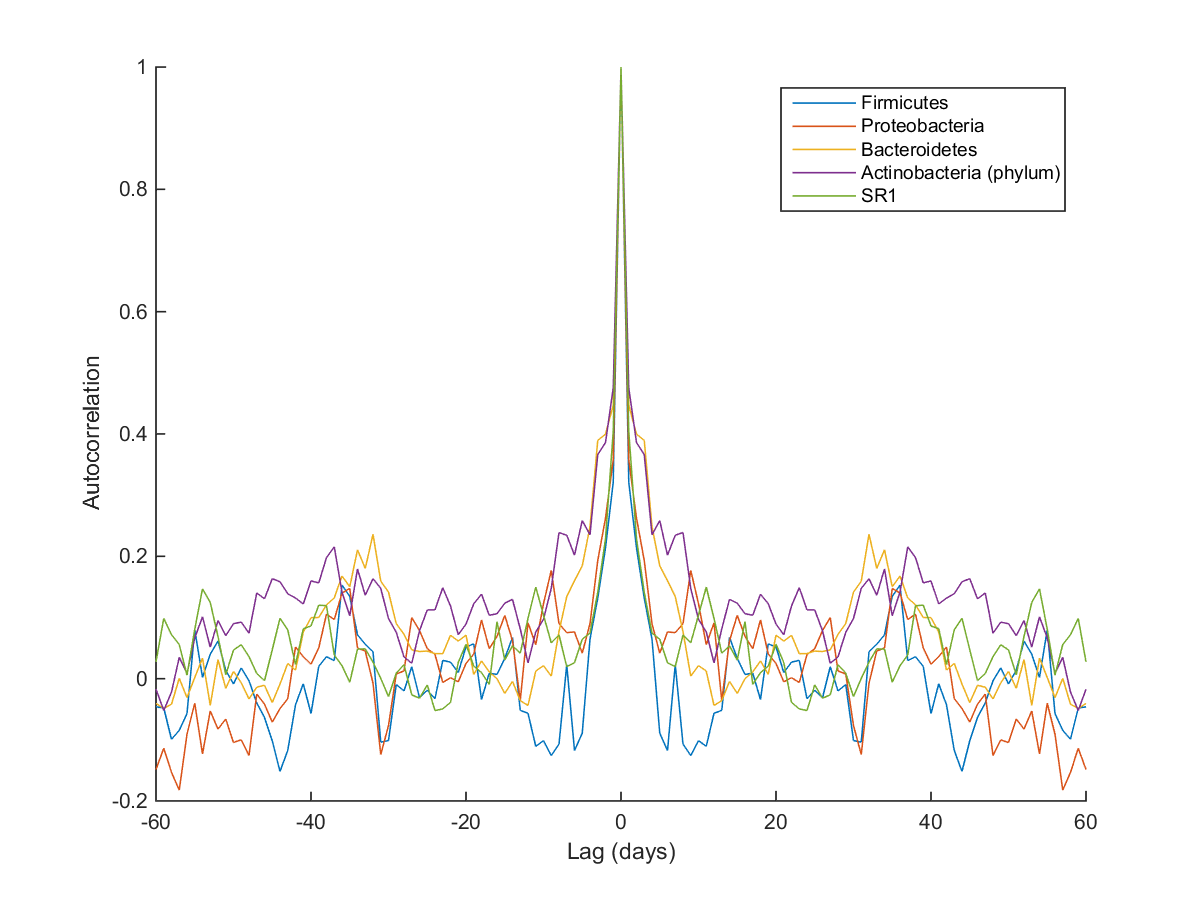 1
0.8
0.6
0.4
0.2
0
-0.2
-60 -40 -20 0 20 40 60
Lag (days)
Autocorrelation
Firmicutes
Proteobacteria
Bacteroidetes
Actinobacteria (phylum)
SR1